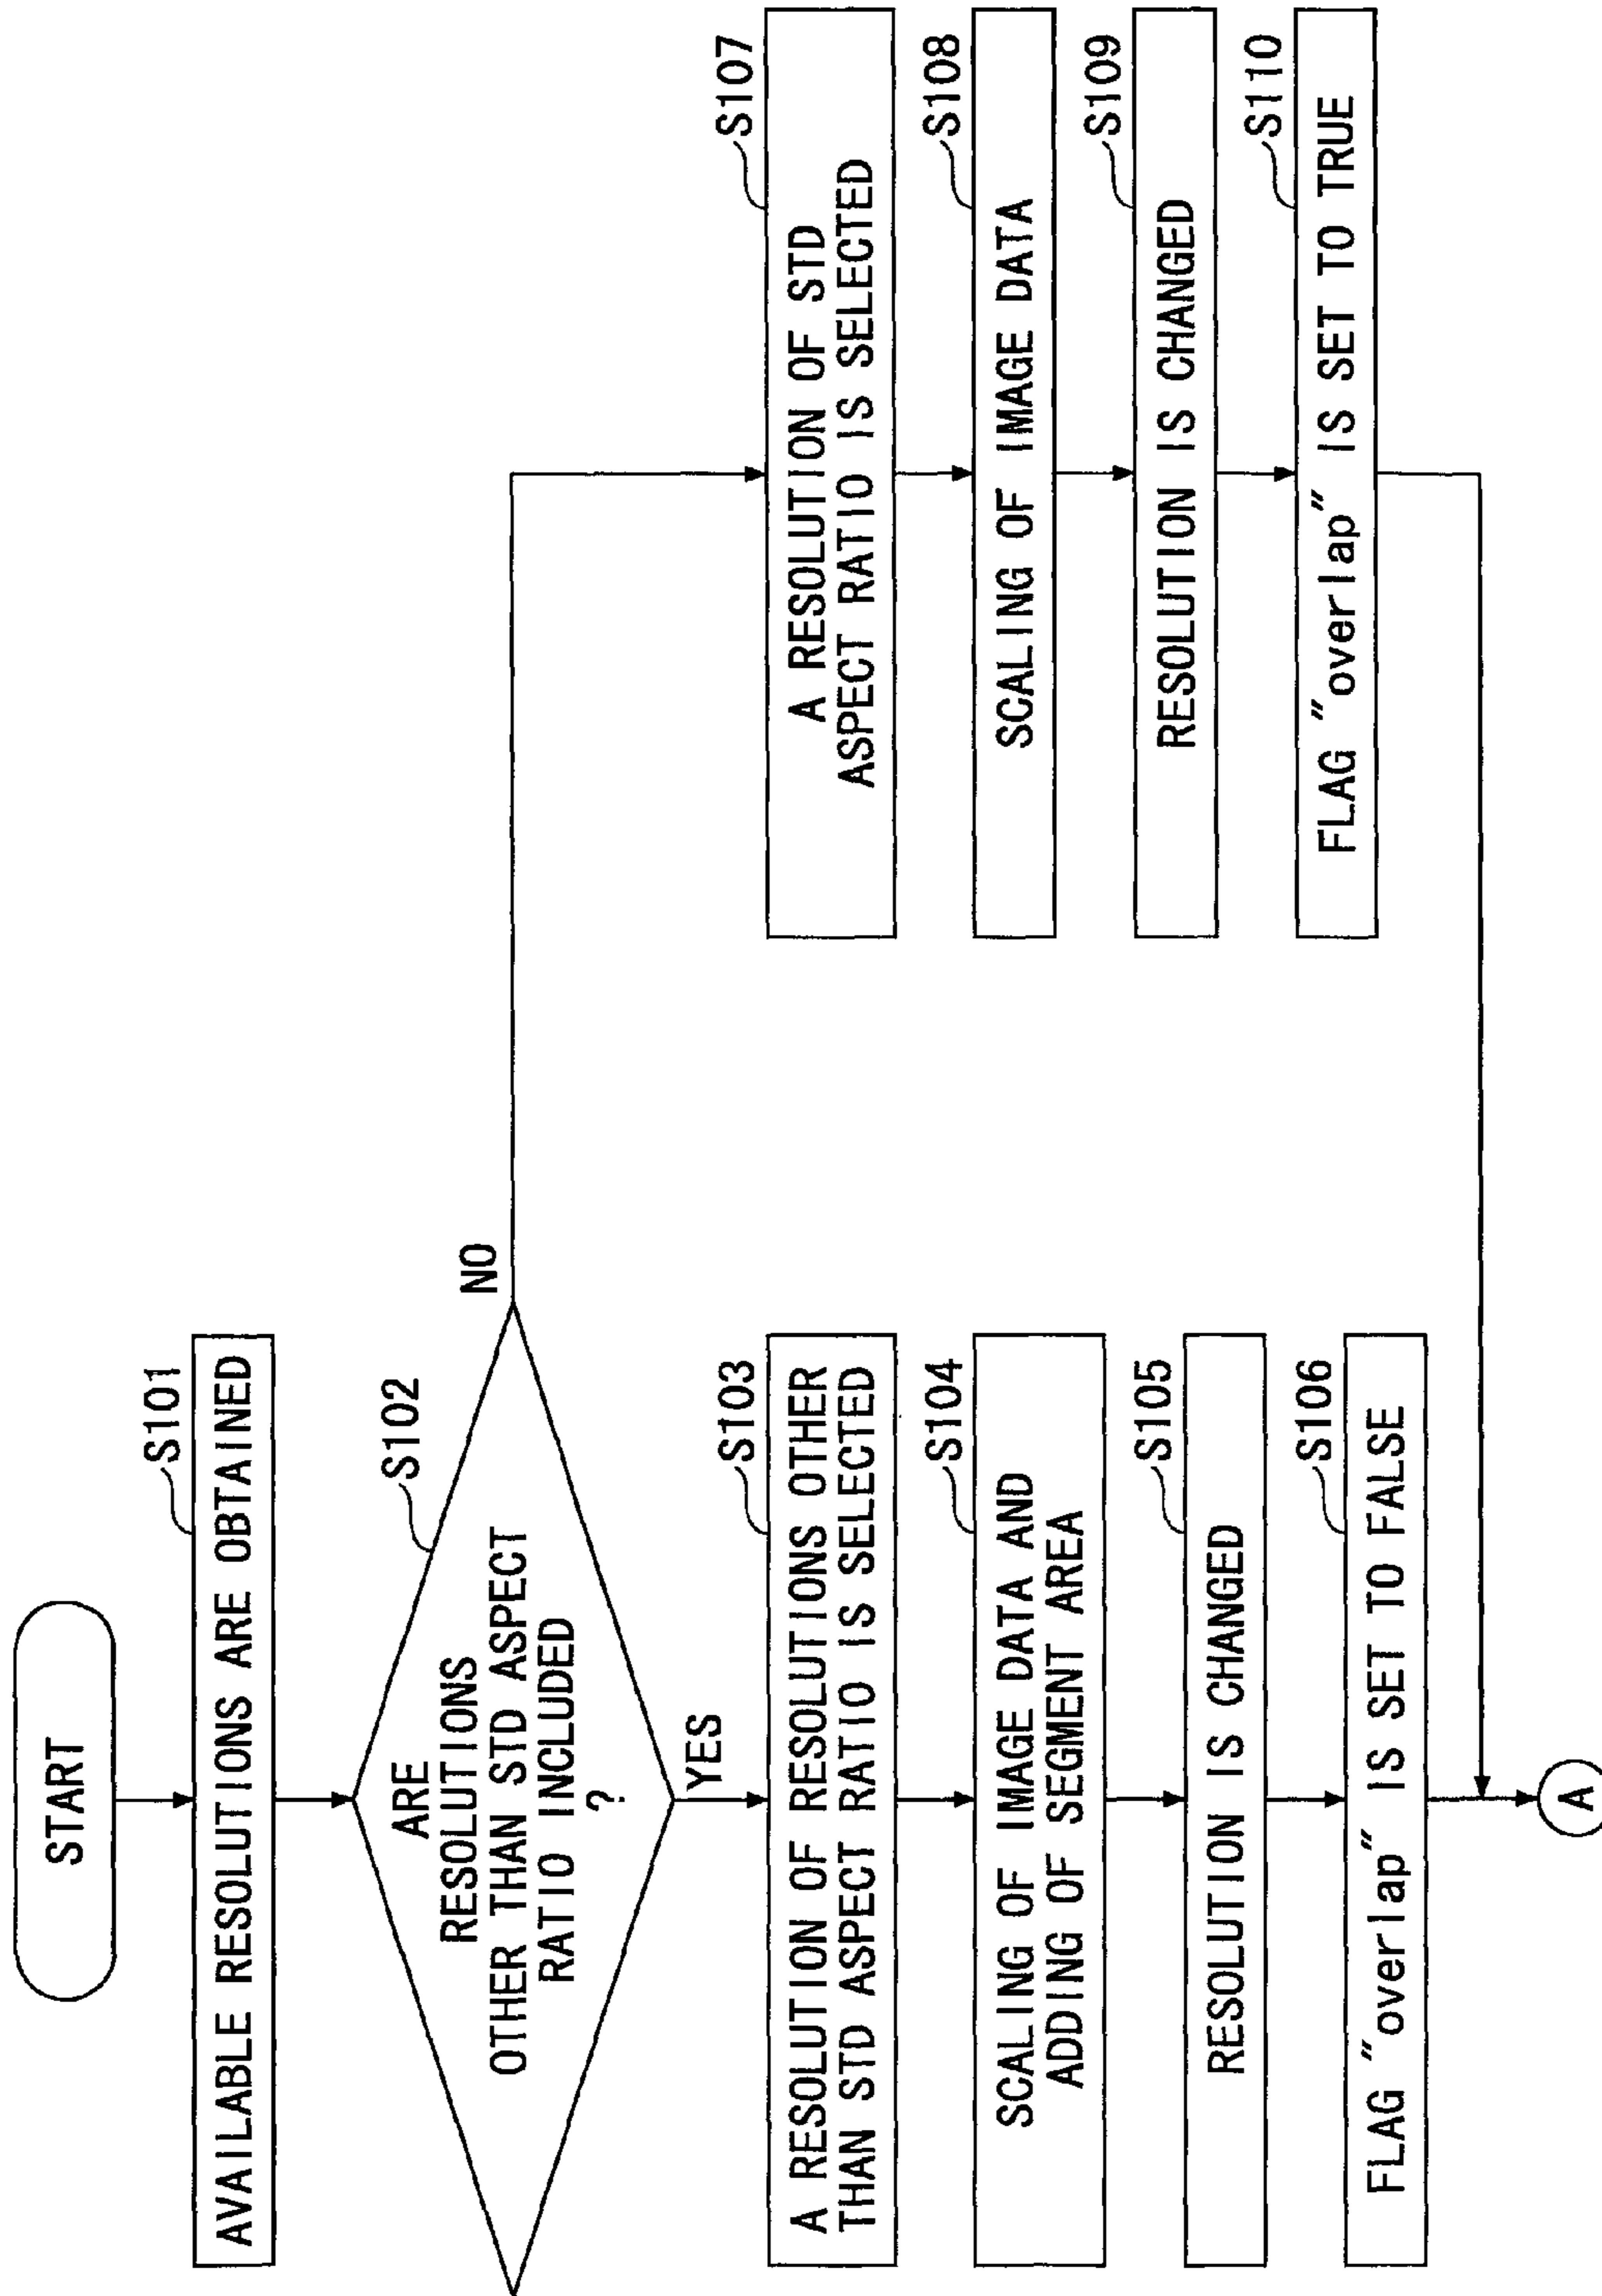 START
S101
AVAILABLE RESOLUTIONS ARE OBTAINED
S102
ARE
RESOLUTIONS
OTHER THAN STD ASPECT
RATIO INCLUDED
?
NO
YES
S103
A RESOLUTION OF RESOLUTIONS OTHER
THAN STD ASPECT RATIO IS SELECTED
S104
SCALING OF IMAGE DATA AND
ADDING OF SEGMENT AREA
S105
RESOLUTION IS CHANGED
S106
FLAG "overlap" IS SET TO FALSE
S107
A RESOLUTION OF STD
ASPECT RATIO IS SELECTED
S108
SCALING OF IMAGE DATA
S109
RESOLUTION IS CHANGED
S110
FLAG "overlap" IS SET TO TRUE
A